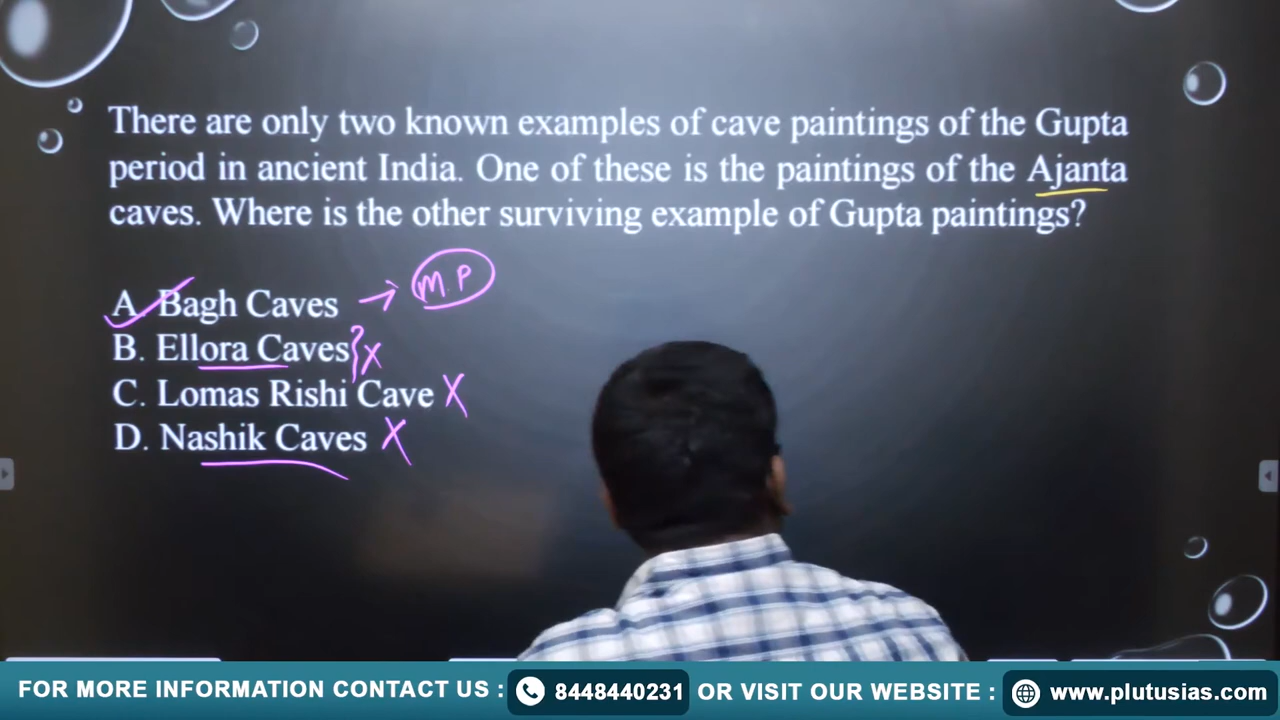 There are only two known examples of cave paintings of the Gupta
period in ancient India. One of these is the paintings of the Ajanta
caves. Where is the other surviving example of Gupta paintings?
A. Bagh Caves → M.P
B. Ellora Caves } X
C. Lomas Rishi Cave X
D. Nashik Caves X
FOR MORE INFORMATION CONTACT US : 8448440231 OR VISIT OUR WEBSITE : www.plutusias.com